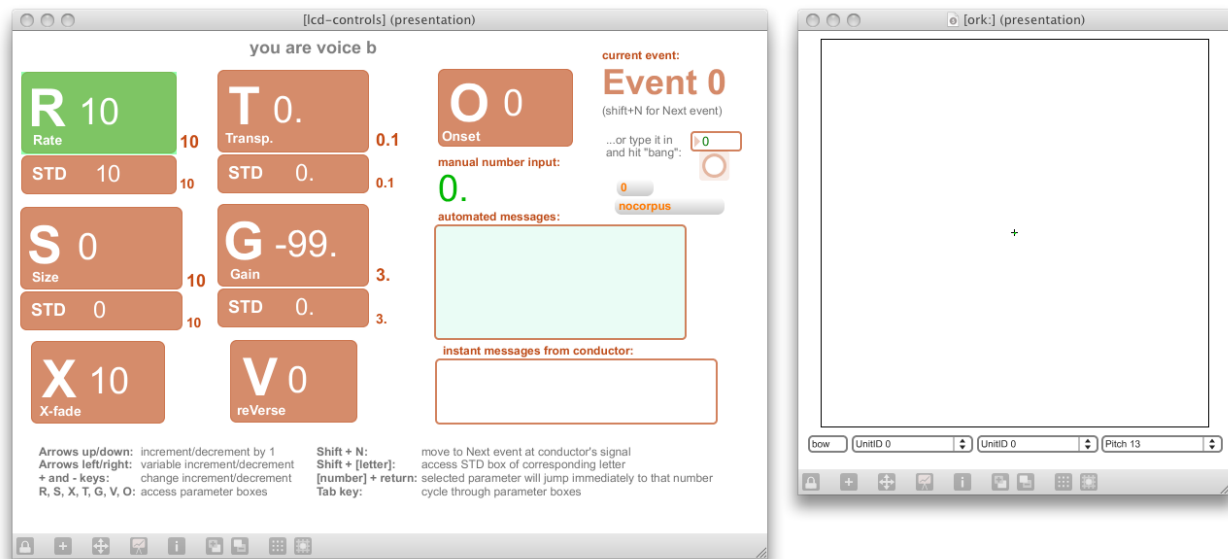 [lcd-controls] (presentation)
you are voice b
R 10
Rate
10
STD 10
10
T 0.
Transp.
0.1
STD 0.
0.1
O 0
Onset
current event:
Event 0
(shift+N for Next event)
...or type it in
and hit "bang":
0
0
nocorpus
manual number input:
0.
automated messages:
S 0
Size
10
STD 0
10
G -99.
Gain
3.
STD 0.
3.
X 10
X-fade
V 0
reVerse
instant messages from conductor:
Arrows up/down: increment/decrement by 1
Arrows left/right: variable increment/decrement
+ and - keys: change increment/decrement
R, S, X, T, G, V, O: access parameter boxes
Shift + N: move to Next event at conductor's signal
Shift + [letter]: access STD box of corresponding letter
[number] + return: selected parameter will jump immediately to that number
Tab key: cycle through parameter boxes
[ork:] (presentation)
bow
UnitID 0
UnitID 0
Pitch 13